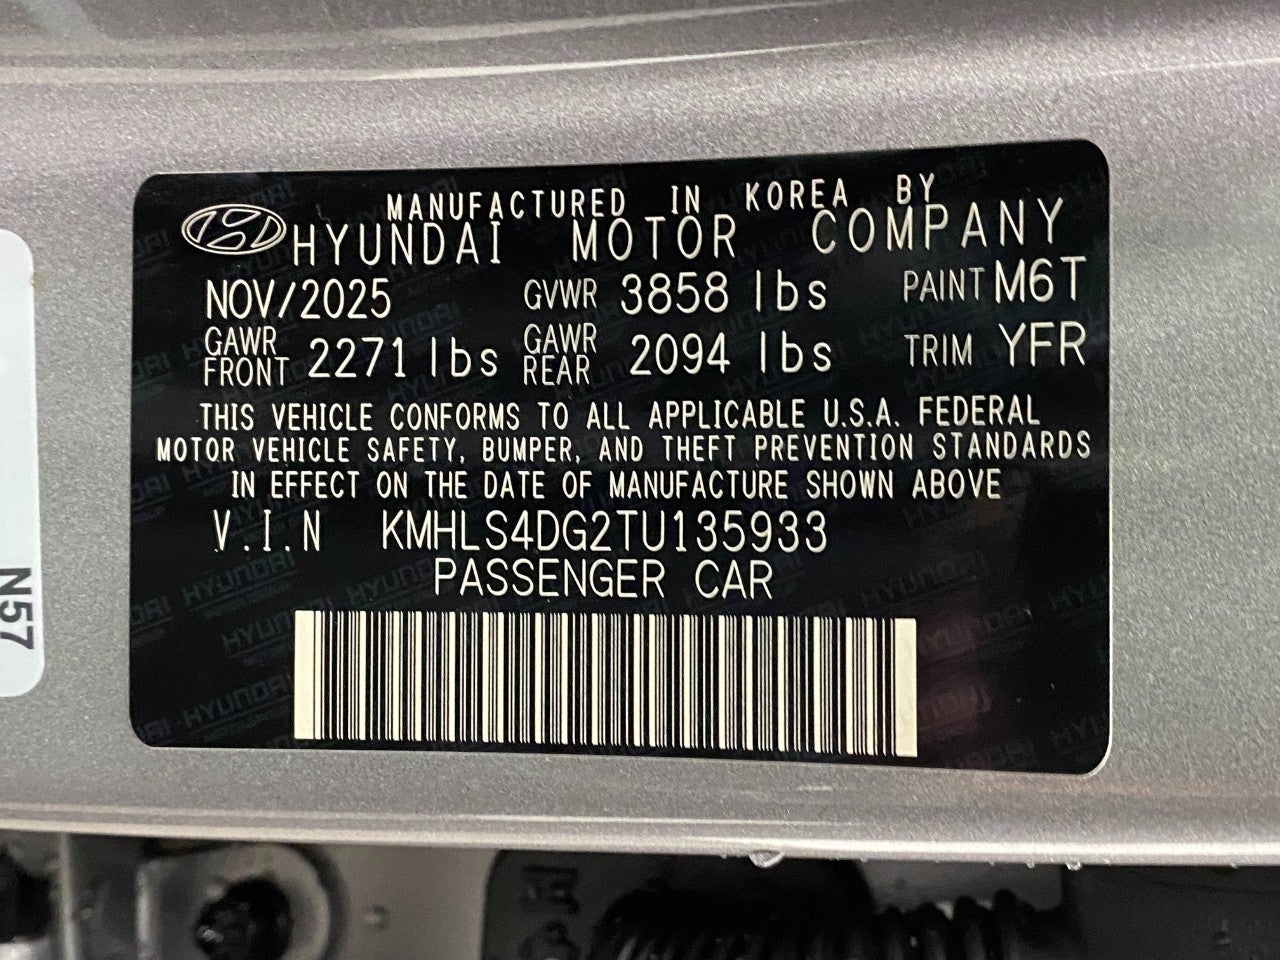 MANUFACTURED IN KOREA BY
HYUNDAI MOTOR COMPANY
NOV/2025 GVWR 3858 lbs PAINT M6T
GAWR FRONT 2271 lbs GAWR REAR 2094 lbs TRIM YFR
THIS VEHICLE CONFORMS TO ALL APPLICABLE U.S.A. FEDERAL
MOTOR VEHICLE SAFETY, BUMPER, AND THEFT PREVENTION STANDARDS
IN EFFECT ON THE DATE OF MANUFACTURE SHOWN ABOVE
V.I.N KMHLS4DG2TU135933
PASSENGER CAR
N57